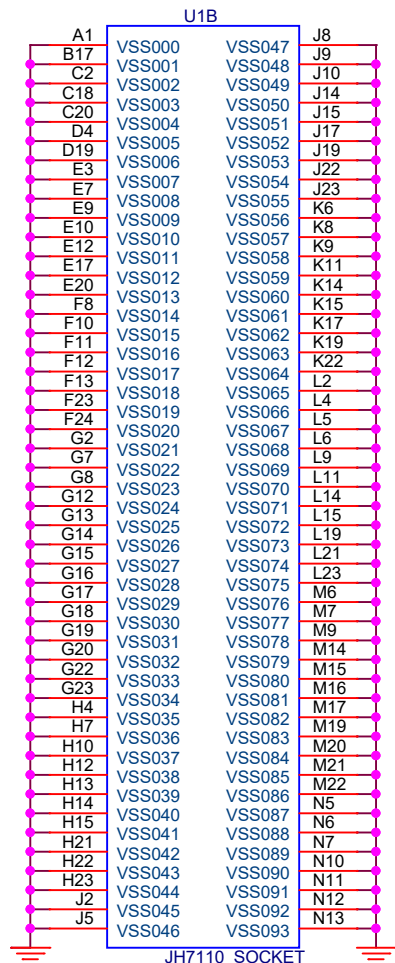 U1B
A1 VSS000 VSS047 J8
B17 VSS001 VSS048 J9
C2 VSS002 VSS049 J10
C18 VSS003 VSS050 J14
C20 VSS004 VSS051 J15
D4 VSS005 VSS052 J17
D19 VSS006 VSS053 J19
E3 VSS007 VSS054 J22
E7 VSS008 VSS055 J23
E9 VSS009 VSS056 K6
E10 VSS010 VSS057 K8
E12 VSS011 VSS058 K9
E17 VSS012 VSS059 K11
E20 VSS013 VSS060 K14
F8 VSS014 VSS061 K15
F10 VSS015 VSS062 K17
F11 VSS016 VSS063 K19
F12 VSS017 VSS064 K22
F13 VSS018 VSS065 L2
F23 VSS019 VSS066 L4
F24 VSS020 VSS067 L5
G2 VSS021 VSS068 L6
G7 VSS022 VSS069 L9
G8 VSS023 VSS070 L11
G12 VSS024 VSS071 L14
G13 VSS025 VSS072 L15
G14 VSS026 VSS073 L19
G15 VSS027 VSS074 L21
G16 VSS028 VSS075 L23
G17 VSS029 VSS076 M6
G18 VSS030 VSS077 M7
G19 VSS031 VSS078 M9
G20 VSS032 VSS079 M14
G22 VSS033 VSS080 M15
G23 VSS034 VSS081 M16
H4 VSS035 VSS082 M17
H7 VSS036 VSS083 M19
H10 VSS037 VSS084 M20
H12 VSS038 VSS085 M21
H13 VSS039 VSS086 M22
H14 VSS040 VSS087 N5
H15 VSS041 VSS088 N6
H21 VSS042 VSS089 N7
H22 VSS043 VSS090 N10
H23 VSS044 VSS091 N11
J2 VSS045 VSS092 N12
J5 VSS046 VSS093 N13
JH7110 SOCKET